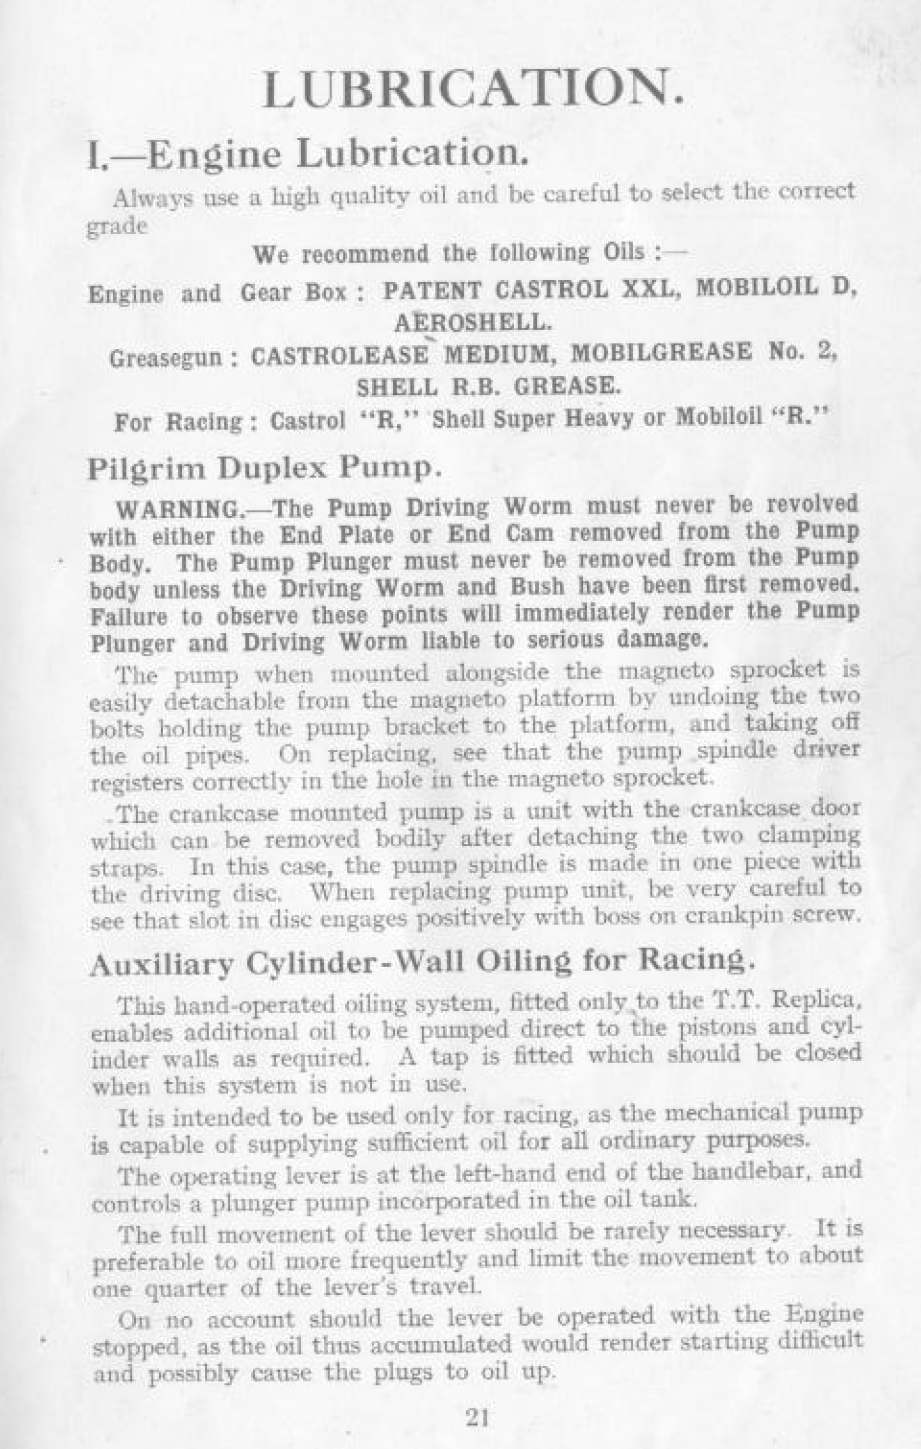 LUBRICATION.
I.—Engine Lubrication.
Always use a high quality oil and be careful to select the correct
grade
We recommend the following Oils :—
Engine and Gear Box : PATENT CASTROL XXL, MOBILOIL D,
AEROSHELL.
Greasegun : CASTROLEASE MEDIUM, MOBILGREASE No. 2,
SHELL R.B. GREASE.
For Racing : Castrol “R,” Shell Super Heavy or Mobiloil “R.”
Pilgrim Duplex Pump.
WARNING.—The Pump Driving Worm must never be revolved
with either the End Plate or End Cam removed from the Pump
Body. The Pump Plunger must never be removed from the Pump
body unless the Driving Worm and Bush have been first removed.
Failure to observe these points will immediately render the Pump
Plunger and Driving Worm liable to serious damage.
The pump when mounted alongside the magneto sprocket is
easily detachable from the magneto platform by undoing the two
bolts holding the pump bracket to the platform, and taking off
the oil pipes. On replacing, see that the pump spindle driver
registers correctly in the hole in the magneto sprocket.
The crankcase mounted pump is a unit with the crankcase door
which can be removed bodily after detaching the two clamping
straps. In this case, the pump spindle is made in one piece with
the driving disc. When replacing pump unit, be very careful to
see that slot in disc engages positively with boss on crankpin screw.
Auxiliary Cylinder-Wall Oiling for Racing.
This hand-operated oiling system, fitted only to the T.T. Replica,
enables additional oil to be pumped direct to the pistons and cyl-
inder walls as required. A tap is fitted which should be closed
when this system is not in use.
It is intended to be used only for racing, as the mechanical pump
is capable of supplying sufficient oil for all ordinary purposes.
The operating lever is at the left-hand end of the handlebar, and
controls a plunger pump incorporated in the oil tank.
The full movement of the lever should be rarely necessary. It is
preferable to oil more frequently and limit the movement to about
one quarter of the lever’s travel.
On no account should the lever be operated with the Engine
stopped, as the oil thus accumulated would render starting difficult
and possibly cause the plugs to oil up.
21